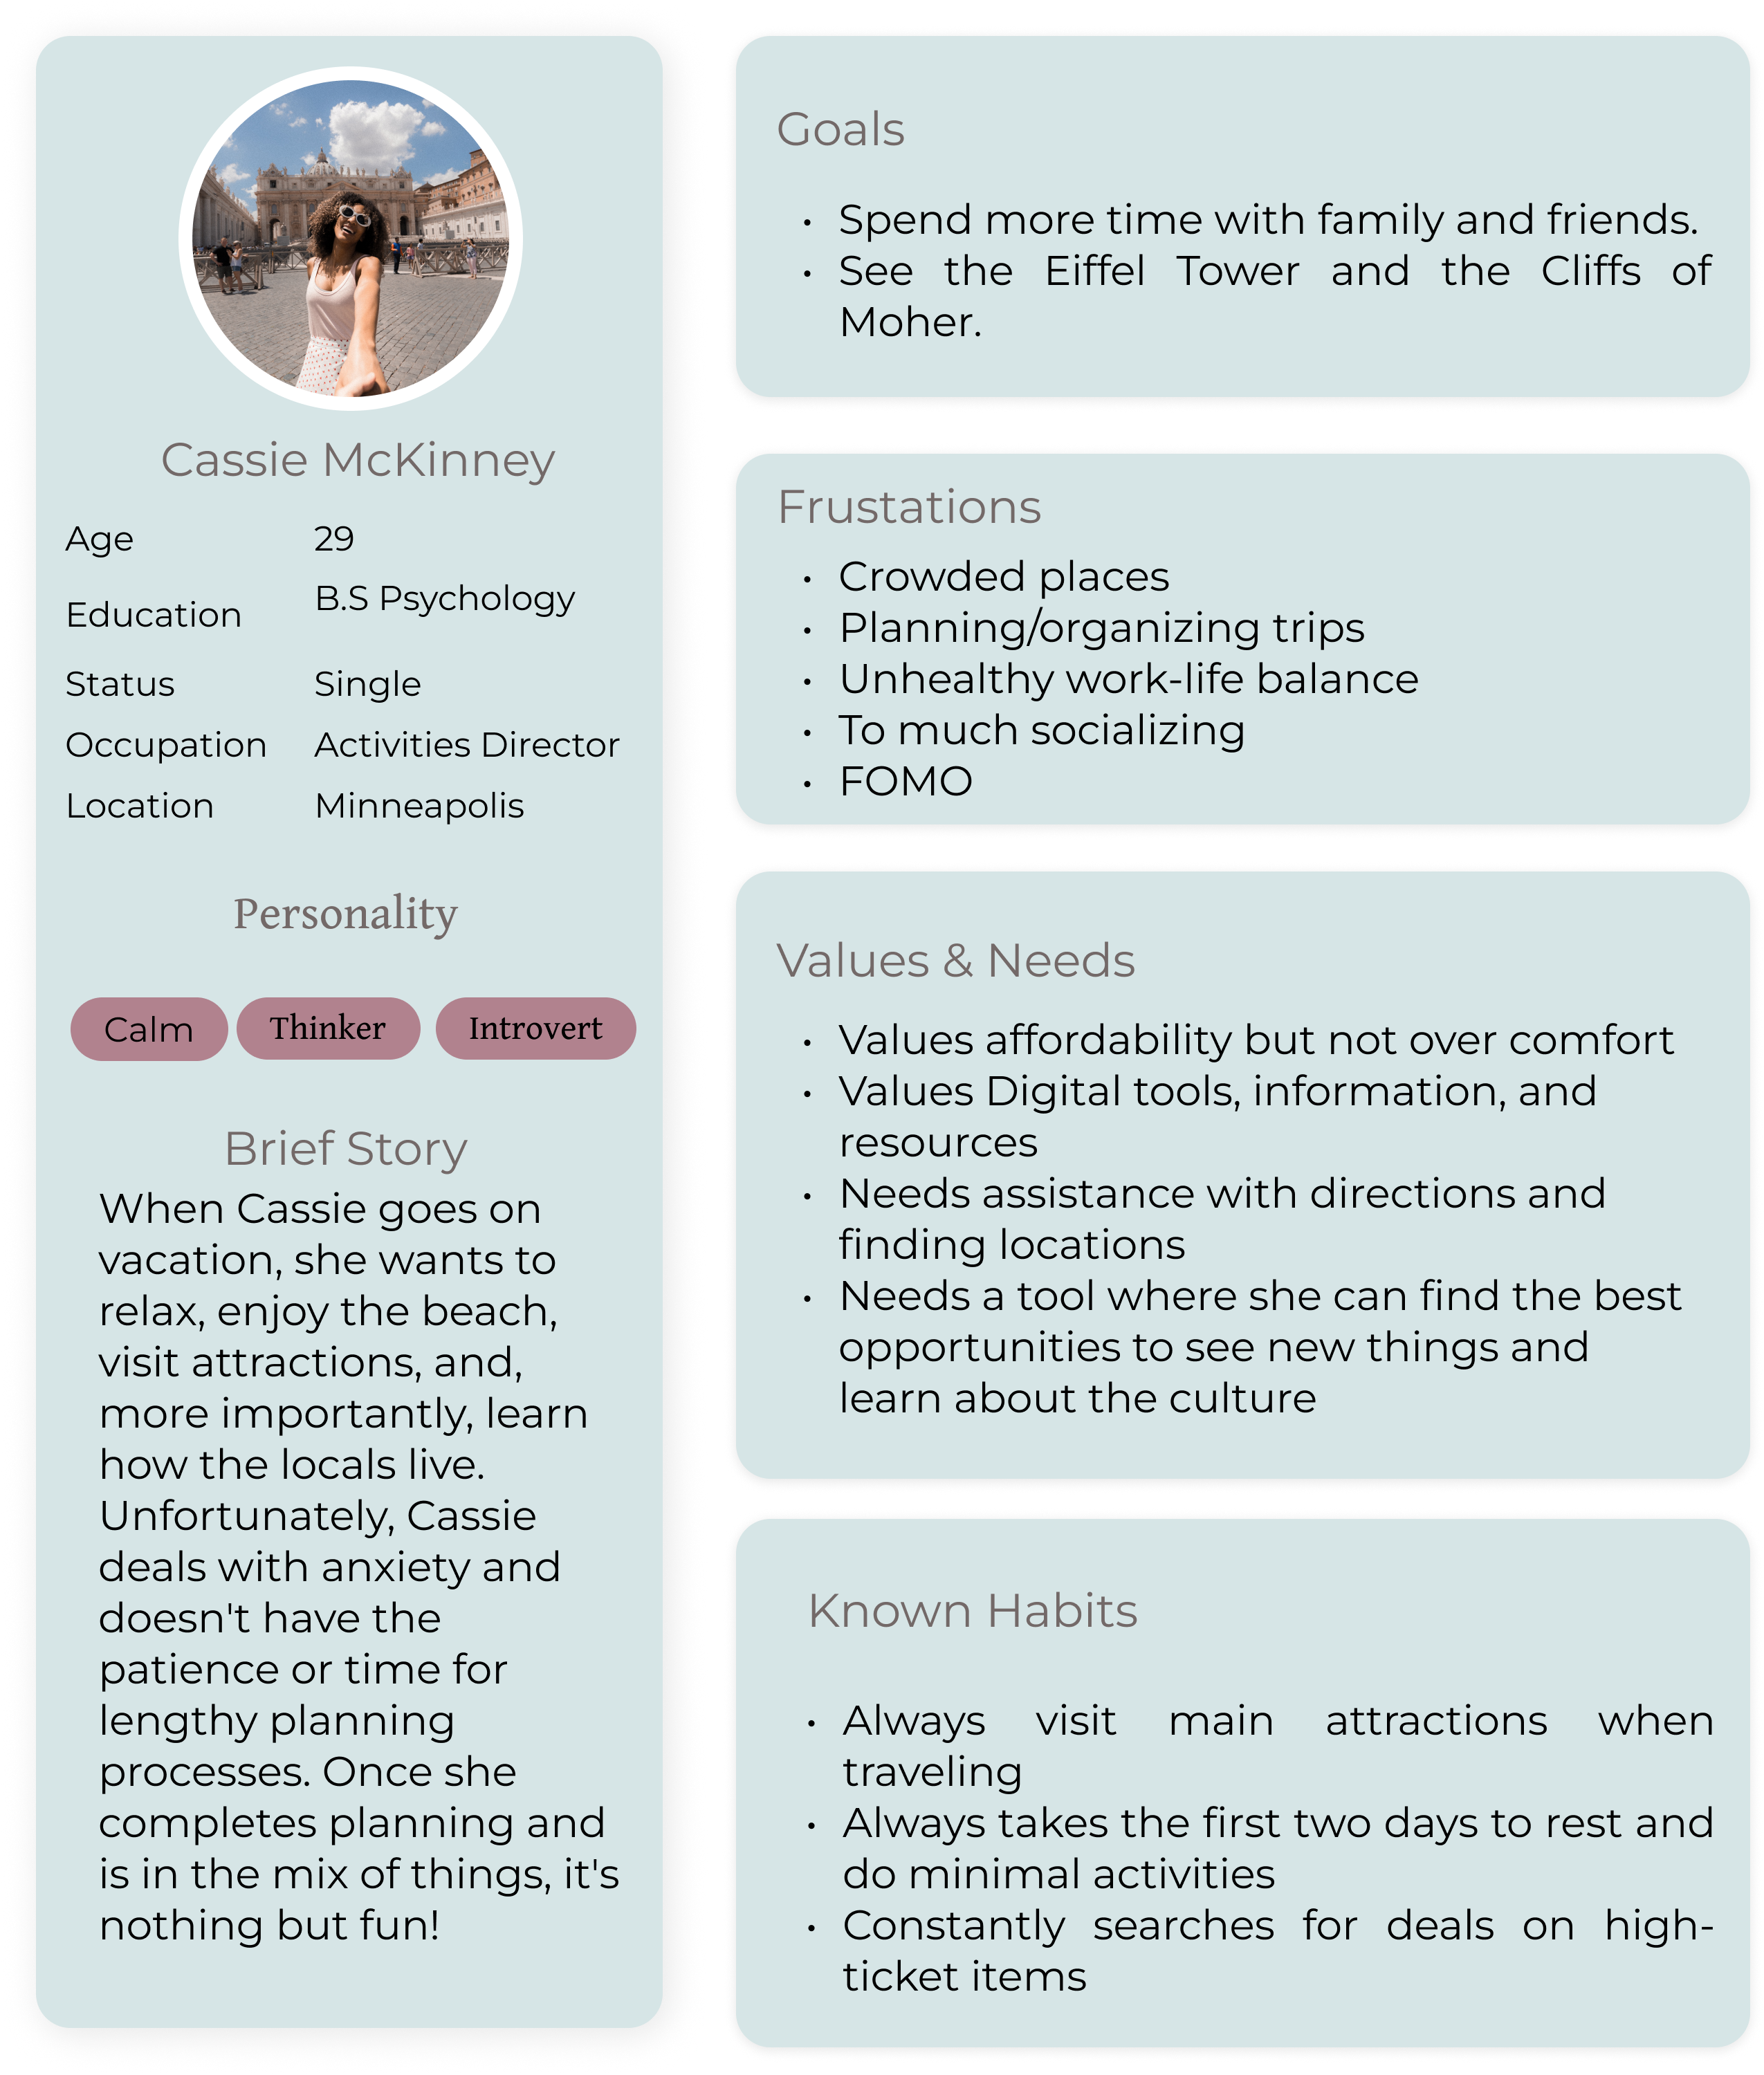 Cassie McKinney
Age 29
Education B.S Psychology
Status Single
Occupation Activities Director
Location Minneapolis
Personality
Calm Thinker Introvert
Brief Story
When Cassie goes on
vacation, she wants to
relax, enjoy the beach,
visit attractions, and,
more importantly, learn
how the locals live.
Unfortunately, Cassie
deals with anxiety and
doesn't have the
patience or time for
lengthy planning
processes. Once she
completes planning and
is in the mix of things, it's
nothing but fun!
Goals
• Spend more time with family and friends.
• See the Eiffel Tower and the Cliffs of
Moher.
Frustations
• Crowded places
• Planning/organizing trips
• Unhealthy work-life balance
• To much socializing
• FOMO
Values & Needs
• Values affordability but not over comfort
• Values Digital tools, information, and
resources
• Needs assistance with directions and
finding locations
• Needs a tool where she can find the best
opportunities to see new things and
learn about the culture
Known Habits
• Always visit main attractions when
traveling
• Always takes the first two days to rest and
do minimal activities
• Constantly searches for deals on high-
ticket items